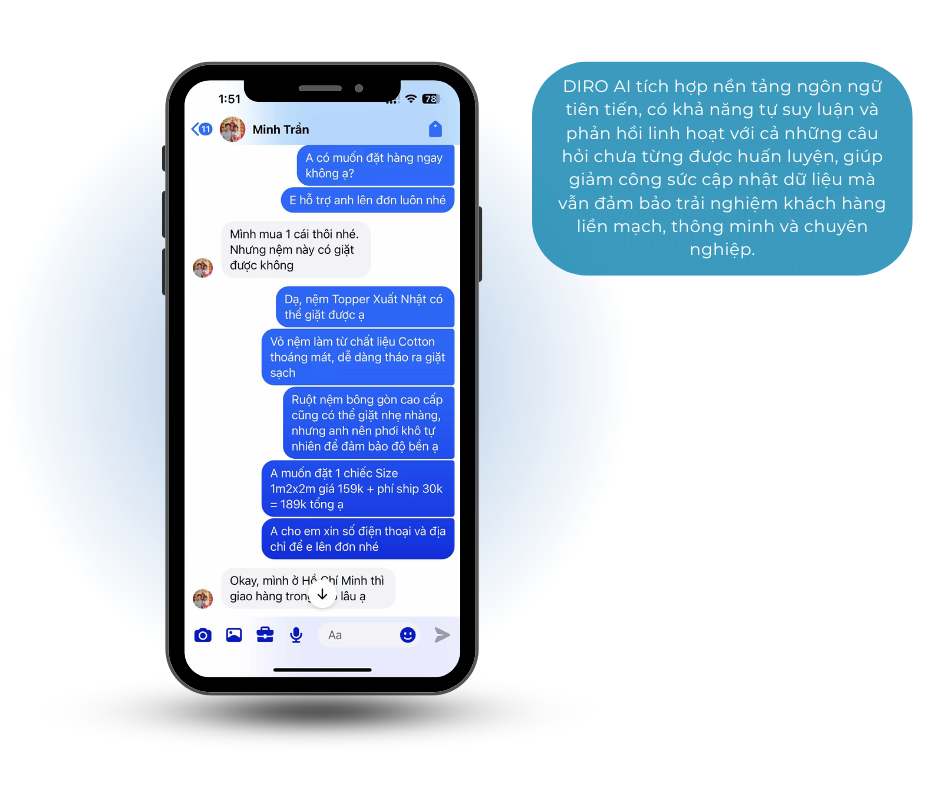 1:51
78
11
Minh Trần
A có muốn đặt hàng ngay
không ạ?
E hỗ trợ anh lên đơn luôn nhé
Mình mua 1 cái thôi nhé.
Nhưng nệm này có giặt
được không
Dạ, nệm Topper Xuất Nhật có
thể giặt được ạ
Vỏ nệm làm từ chất liệu Cotton
thoáng mát, dễ dàng tháo ra giặt
sạch
Ruột nệm bông gòn cao cấp
cũng có thể giặt nhẹ nhàng,
nhưng anh nên phơi khô tự
nhiên để đảm bảo độ bền ạ
A muốn đặt 1 chiếc Size
1m2x2m giá 159k + phí ship 30k
= 189k tổng ạ
A cho em xin số điện thoại và địa
chỉ để e lên đơn nhé
Okay, mình ở Hồ Chí Minh thì
giao hàng trong lâu ạ
Aa
DIRO AI tích hợp nền tảng ngôn ngữ
tiên tiến, có khả năng tự suy luận và
phản hồi linh hoạt với cả những câu
hỏi chưa từng được huấn luyện, giúp
giảm công sức cập nhật dữ liệu mà
vẫn đảm bảo trải nghiệm khách hàng
liền mạch, thông minh và chuyên
nghiệp.